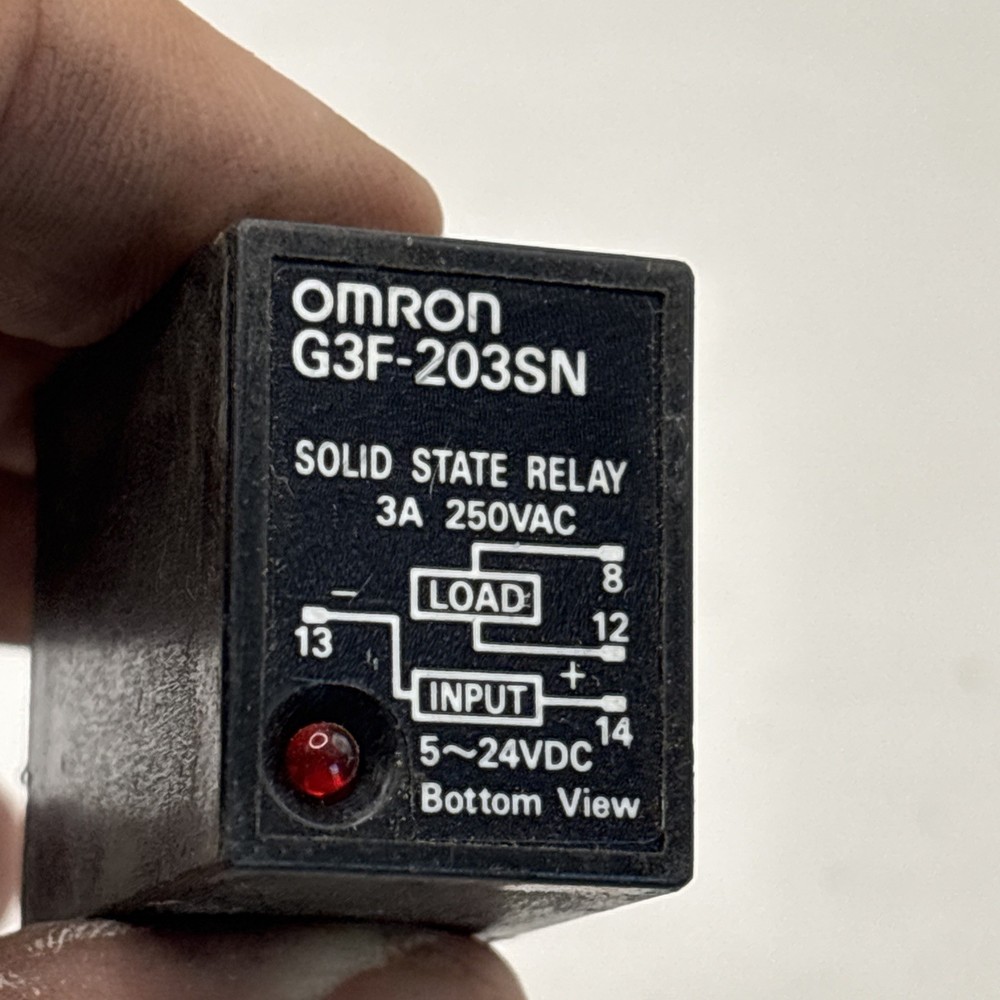 OMRON
G3F-203SN
SOLID STATE RELAY
3A 250VAC
8
LOAD
12
−
13
+
INPUT
14
5~24VDC
Bottom View